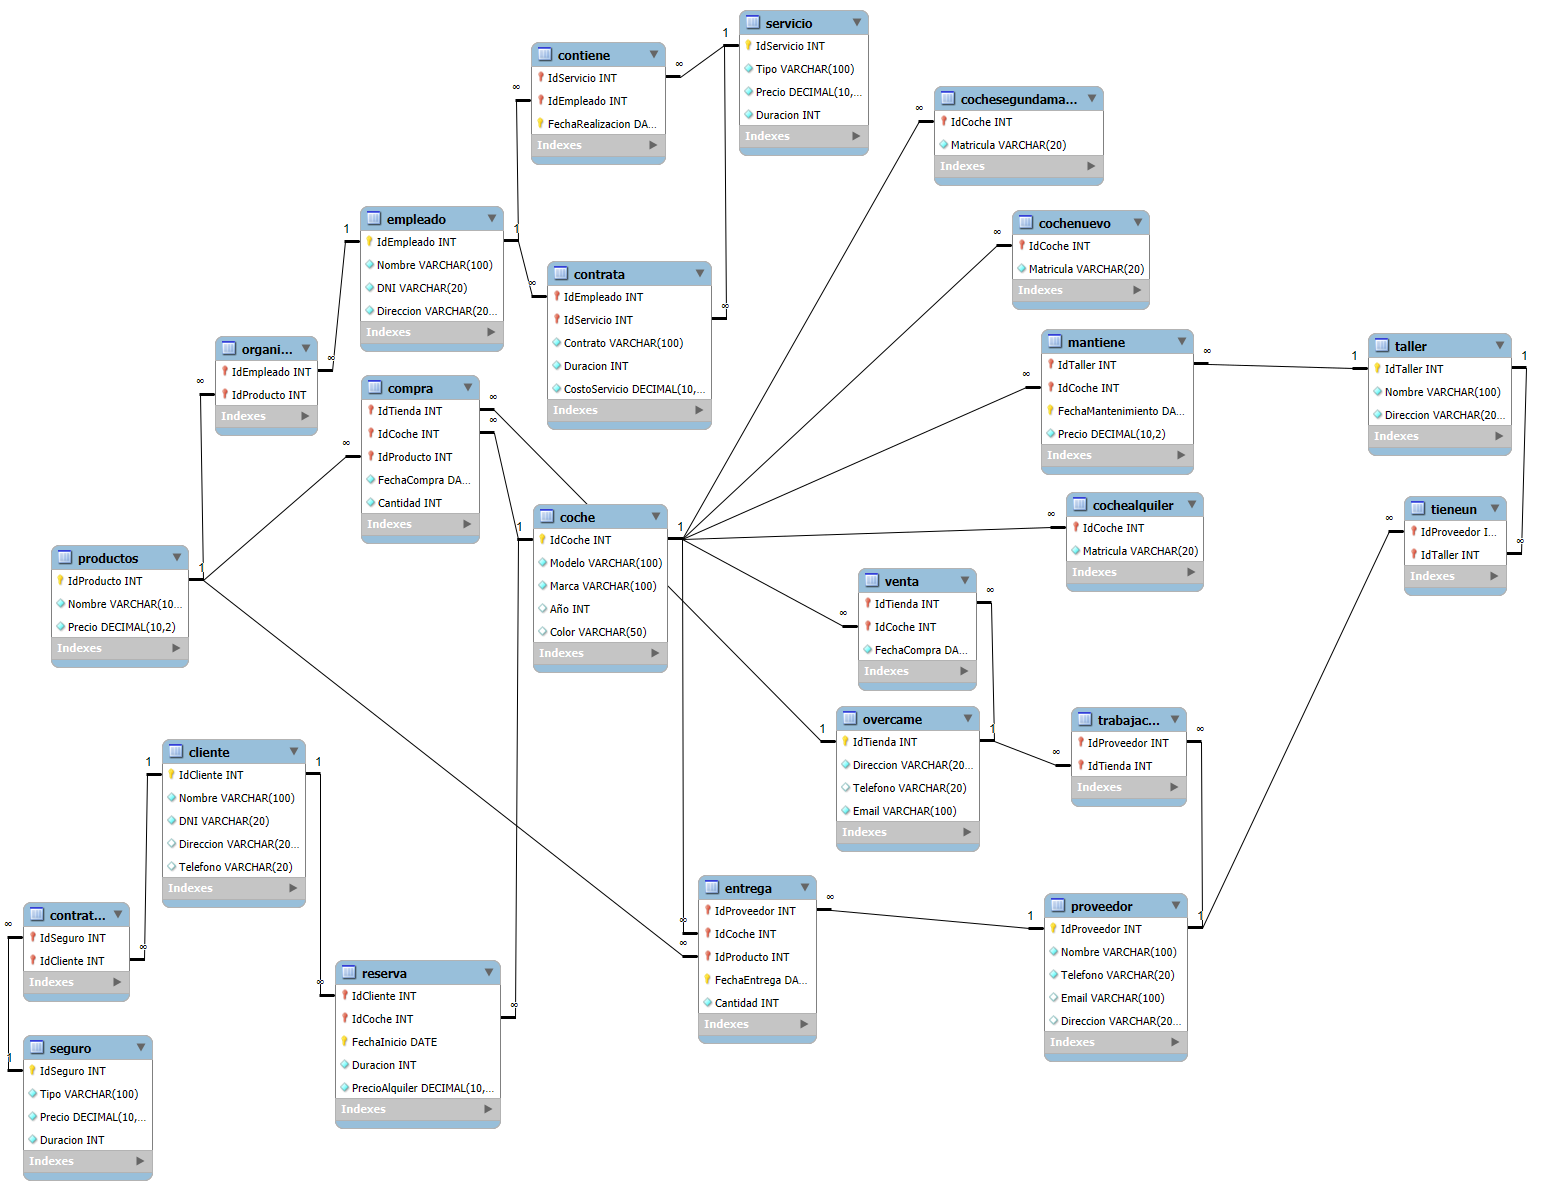 servicio
IdServicio INT
Tipo VARCHAR(100)
Precio DECIMAL(10,...
Duracion INT
Indexes
contiene
IdServicio INT
IdEmpleado INT
FechaRealizacion DA...
Indexes
cochesegundama...
IdCoche INT
Matricula VARCHAR(20)
Indexes
empleado
IdEmpleado INT
Nombre VARCHAR(100)
DNI VARCHAR(20)
Direccion VARCHAR(20...
Indexes
cochenuevo
IdCoche INT
Matricula VARCHAR(20)
Indexes
contrata
IdEmpleado INT
IdServicio INT
Contrato VARCHAR(100)
Duracion INT
CostoServicio DECIMAL(10,...
Indexes
organi...
IdEmpleado INT
IdProducto INT
Indexes
compra
IdTienda INT
IdCoche INT
IdProducto INT
FechaCompra DA...
Cantidad INT
Indexes
mantiene
IdTaller INT
IdCoche INT
FechaMantenimiento DA...
Precio DECIMAL(10,2)
Indexes
taller
IdTaller INT
Nombre VARCHAR(100)
Direccion VARCHAR(20...
Indexes
coche
IdCoche INT
Modelo VARCHAR(100)
Marca VARCHAR(100)
Año INT
Color VARCHAR(50)
Indexes
cochealquiler
IdCoche INT
Matricula VARCHAR(20)
Indexes
tieneun
IdProveedor I...
IdTaller INT
Indexes
productos
IdProducto INT
Nombre VARCHAR(10...
Precio DECIMAL(10,2)
Indexes
venta
IdTienda INT
IdCoche INT
FechaCompra DA...
Indexes
overcame
IdTienda INT
Direccion VARCHAR(20...
Telefono VARCHAR(20)
Email VARCHAR(100)
Indexes
trabajac...
IdProveedor INT
IdTienda INT
Indexes
cliente
IdCliente INT
Nombre VARCHAR(100)
DNI VARCHAR(20)
Direccion VARCHAR(20...
Telefono VARCHAR(20)
Indexes
entrega
IdProveedor INT
IdCoche INT
IdProducto INT
FechaEntrega DA...
Cantidad INT
Indexes
proveedor
IdProveedor INT
Nombre VARCHAR(100)
Telefono VARCHAR(20)
Email VARCHAR(100)
Direccion VARCHAR(20...
Indexes
contrat...
IdSeguro INT
IdCliente INT
Indexes
reserva
IdCliente INT
IdCoche INT
FechaInicio DATE
Duracion INT
PrecioAlquiler DECIMAL(10,...
Indexes
seguro
IdSeguro INT
Tipo VARCHAR(100)
Precio DECIMAL(10,...
Duracion INT
Indexes